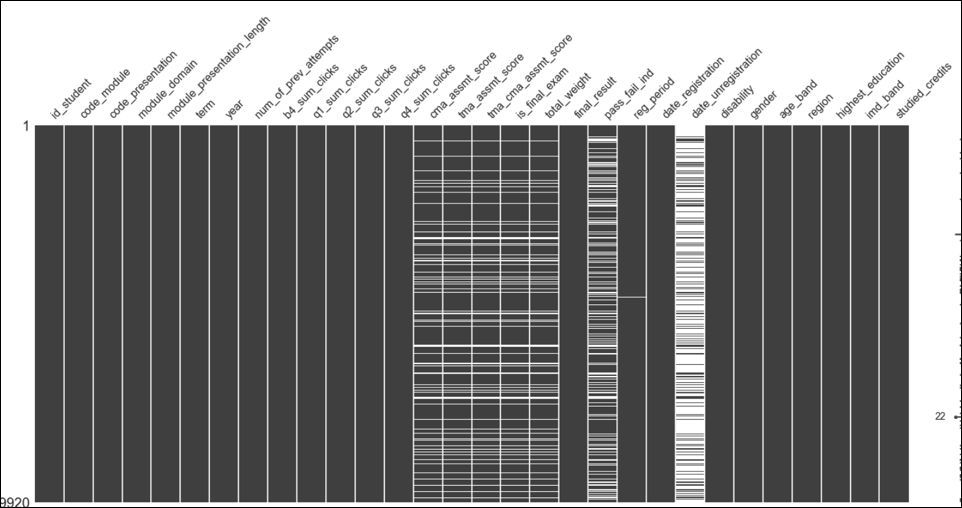 id_student
code_module
code_presentation
module_domain
module_presentation_length
term
year
num_of_prev_attempts
b4_sum_clicks
q1_sum_clicks
q2_sum_clicks
q3_sum_clicks
q4_sum_clicks
cma_assmt_score
tma_assmt_score
tma_cma_assmt_score
is_final_exam
total_weight
final_result
pass_fail_ind
reg_period
date_registration
date_unregistration
disability
gender
age_band
region
highest_education
imd_band
studied_credits
1
22
9920